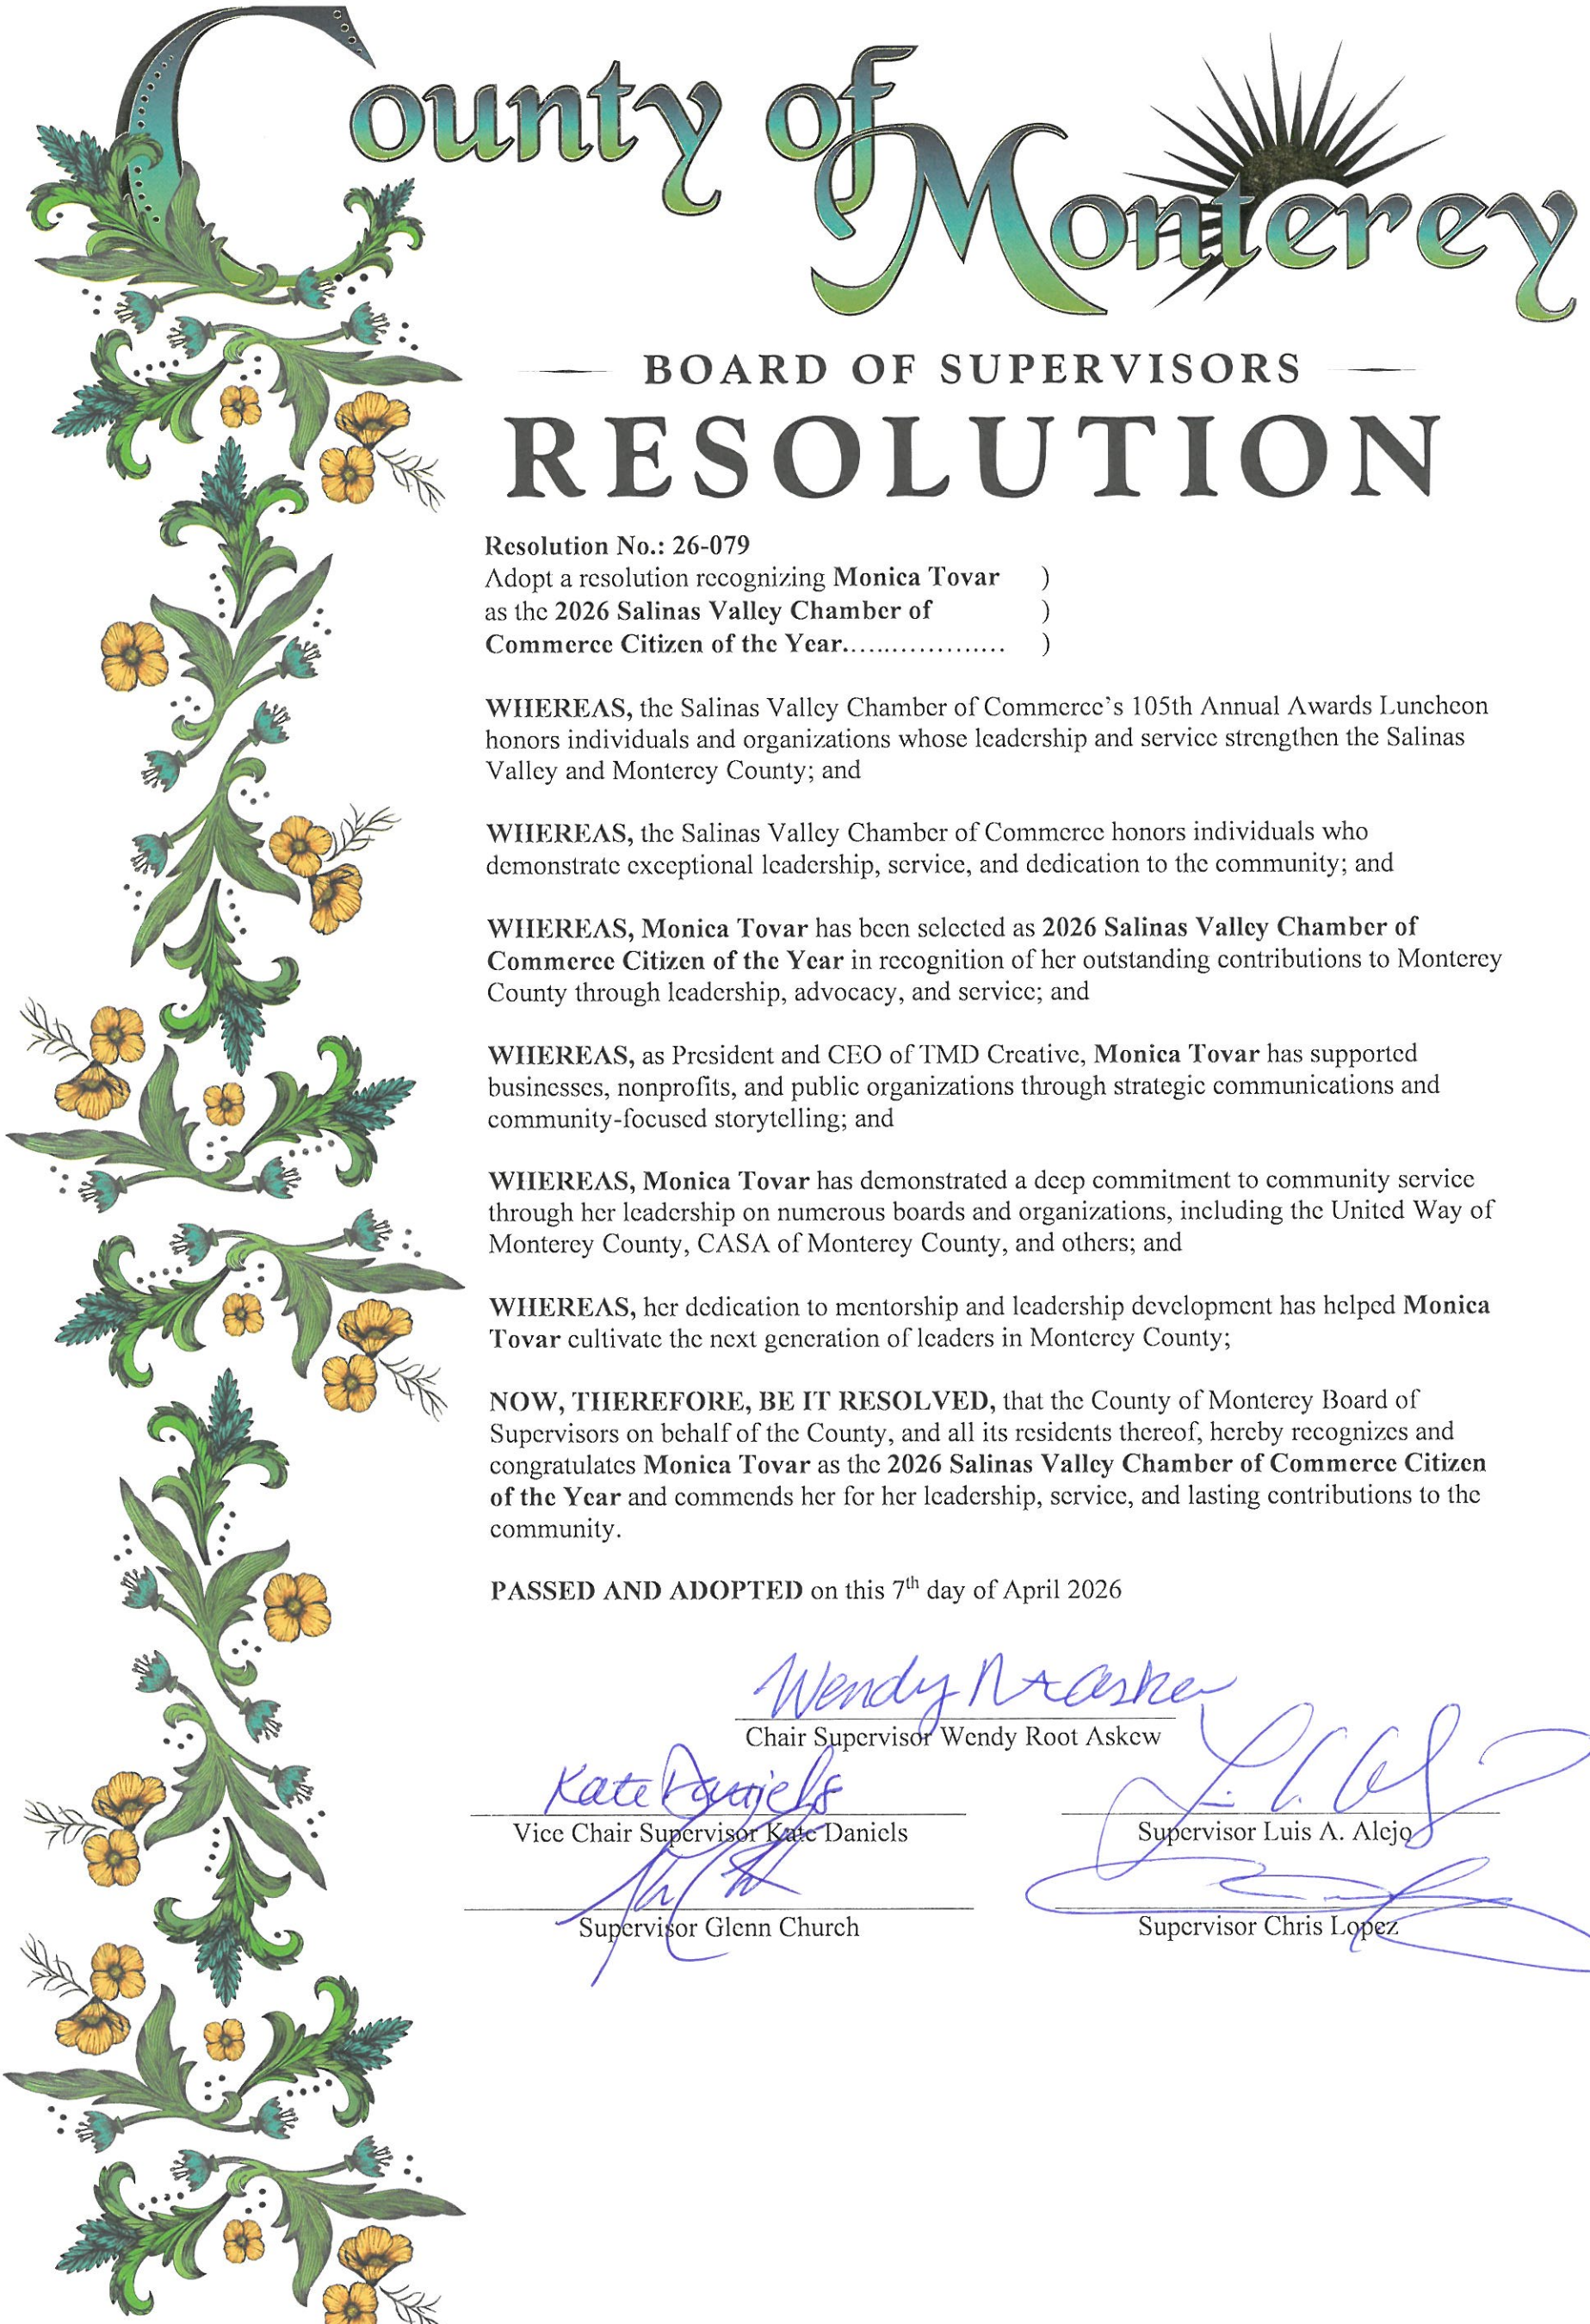 County of
Monterey
BOARD OF SUPERVISORS
RESOLUTION
Resolution No.: 26-079
Adopt a resolution recognizing Monica Tovar )
as the 2026 Salinas Valley Chamber of )
Commerce Citizen of the Year.................... )
WHEREAS, the Salinas Valley Chamber of Commerce's 105th Annual Awards Luncheon
honors individuals and organizations whose leadership and service strengthen the Salinas
Valley and Monterey County; and
WHEREAS, the Salinas Valley Chamber of Commerce honors individuals who
demonstrate exceptional leadership, service, and dedication to the community; and
WHEREAS, Monica Tovar has been selected as 2026 Salinas Valley Chamber of
Commerce Citizen of the Year in recognition of her outstanding contributions to Monterey
County through leadership, advocacy, and service; and
WHEREAS, as President and CEO of TMD Creative, Monica Tovar has supported
businesses, nonprofits, and public organizations through strategic communications and
community-focused storytelling; and
WHEREAS, Monica Tovar has demonstrated a deep commitment to community service
through her leadership on numerous boards and organizations, including the United Way of
Monterey County, CASA of Monterey County, and others; and
WHEREAS, her dedication to mentorship and leadership development has helped Monica
Tovar cultivate the next generation of leaders in Monterey County;
NOW, THEREFORE, BE IT RESOLVED, that the County of Monterey Board of
Supervisors on behalf of the County, and all its residents thereof, hereby recognizes and
congratulates Monica Tovar as the 2026 Salinas Valley Chamber of Commerce Citizen
of the Year and commends her for her leadership, service, and lasting contributions to the
community.
PASSED AND ADOPTED on this 7th day of April 2026
Wendy Rt Askew
Chair Supervisor Wendy Root Askew
Kate Daniels
Vice Chair Supervisor Kate Daniels
Supervisor Luis A. Alejo
Supervisor Glenn Church
Supervisor Chris Lopez